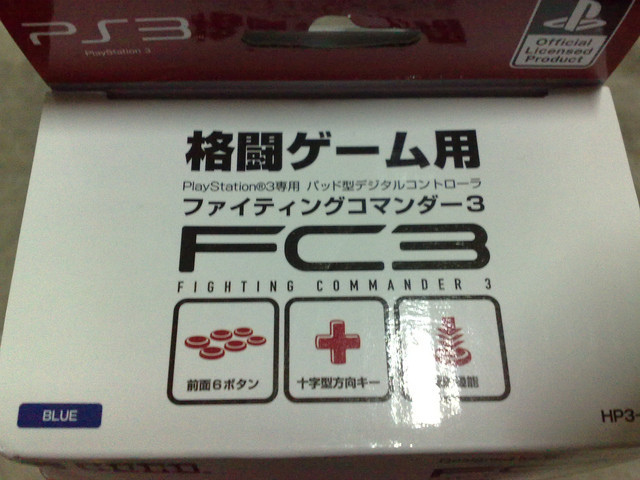 PS3
PlayStation 3
Official
Licensed
Product
格闘ゲーム用
PlayStation®3専用 パッド型デジタルコントローラ
ファイティングコマンダー3
FC3
FIGHTING COMMANDER 3
前面6ボタン
十字型方向キー
BLUE
HP3-